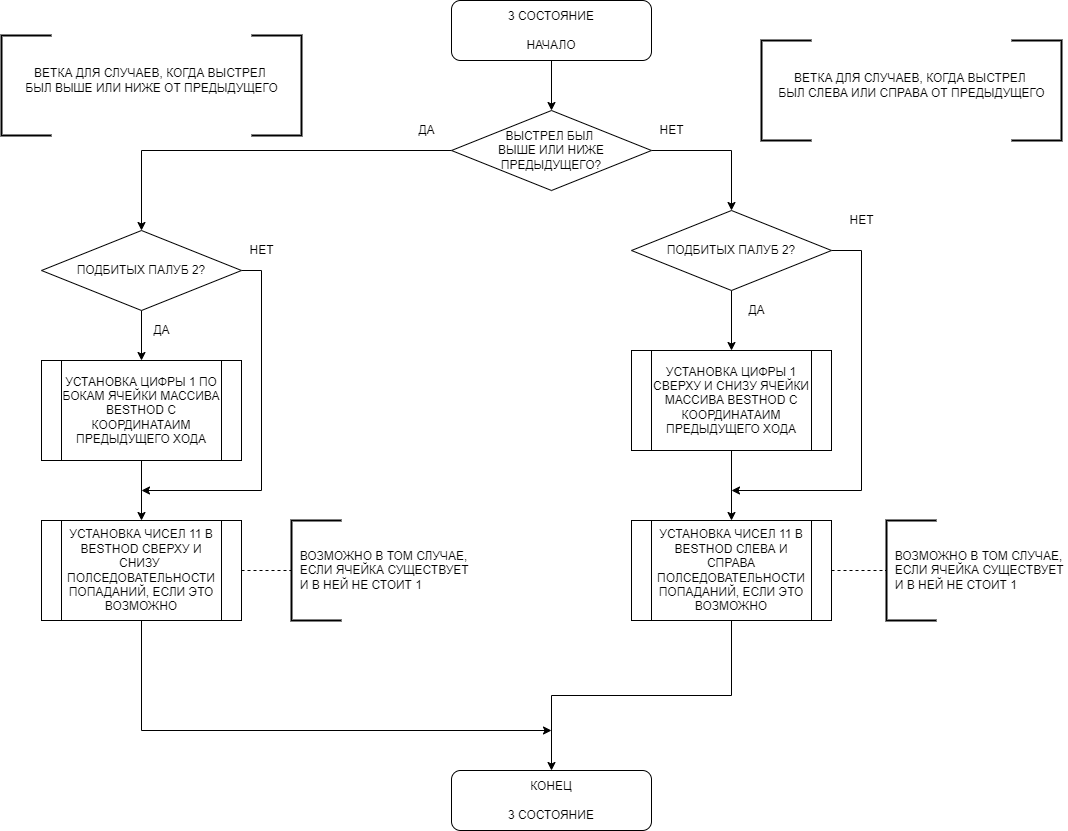 3 СОСТОЯНИЕ
НАЧАЛО
ВЕТКА ДЛЯ СЛУЧАЕВ, КОГДА ВЫСТРЕЛ
БЫЛ ВЫШЕ ИЛИ НИЖЕ ОТ ПРЕДЫДУЩЕГО
ВЕТКА ДЛЯ СЛУЧАЕВ, КОГДА ВЫСТРЕЛ
БЫЛ СЛЕВА ИЛИ СПРАВА ОТ ПРЕДЫДУЩЕГО
ДА
ВЫСТРЕЛ БЫЛ
ВЫШЕ ИЛИ НИЖЕ
ПРЕДЫДУЩЕГО?
НЕТ
ПОДБИТЫХ ПАЛУБ 2?
НЕТ
ДА
ПОДБИТЫХ ПАЛУБ 2?
НЕТ
ДА
УСТАНОВКА ЦИФРЫ 1 ПО
БОКАМ ЯЧЕЙКИ МАССИВА
BESTHOD С
КООРДИНАТАИМ
ПРЕДЫДУЩЕГО ХОДА
УСТАНОВКА ЦИФРЫ 1
СВЕРХУ И СНИЗУ ЯЧЕЙКИ
МАССИВА BESTHOD С
КООРДИНАТАИМ
ПРЕДЫДУЩЕГО ХОДА
УСТАНОВКА ЧИСЕЛ 11 В
BESTHOD СВЕРХУ И
СНИЗУ
ПОЛСЕДОВАТЕЛЬНОСТИ
ПОПАДАНИЙ, ЕСЛИ ЭТО
ВОЗМОЖНО
ВОЗМОЖНО В ТОМ СЛУЧАЕ,
ЕСЛИ ЯЧЕЙКА СУЩЕСТВУЕТ
И В НЕЙ НЕ СТОИТ 1
УСТАНОВКА ЧИСЕЛ 11 В
BESTHOD СЛЕВА И
СПРАВА
ПОЛСЕДОВАТЕЛЬНОСТИ
ПОПАДАНИЙ, ЕСЛИ ЭТО
ВОЗМОЖНО
ВОЗМОЖНО В ТОМ СЛУЧАЕ,
ЕСЛИ ЯЧЕЙКА СУЩЕСТВУЕТ
И В НЕЙ НЕ СТОИТ 1
КОНЕЦ
3 СОСТОЯНИЕ